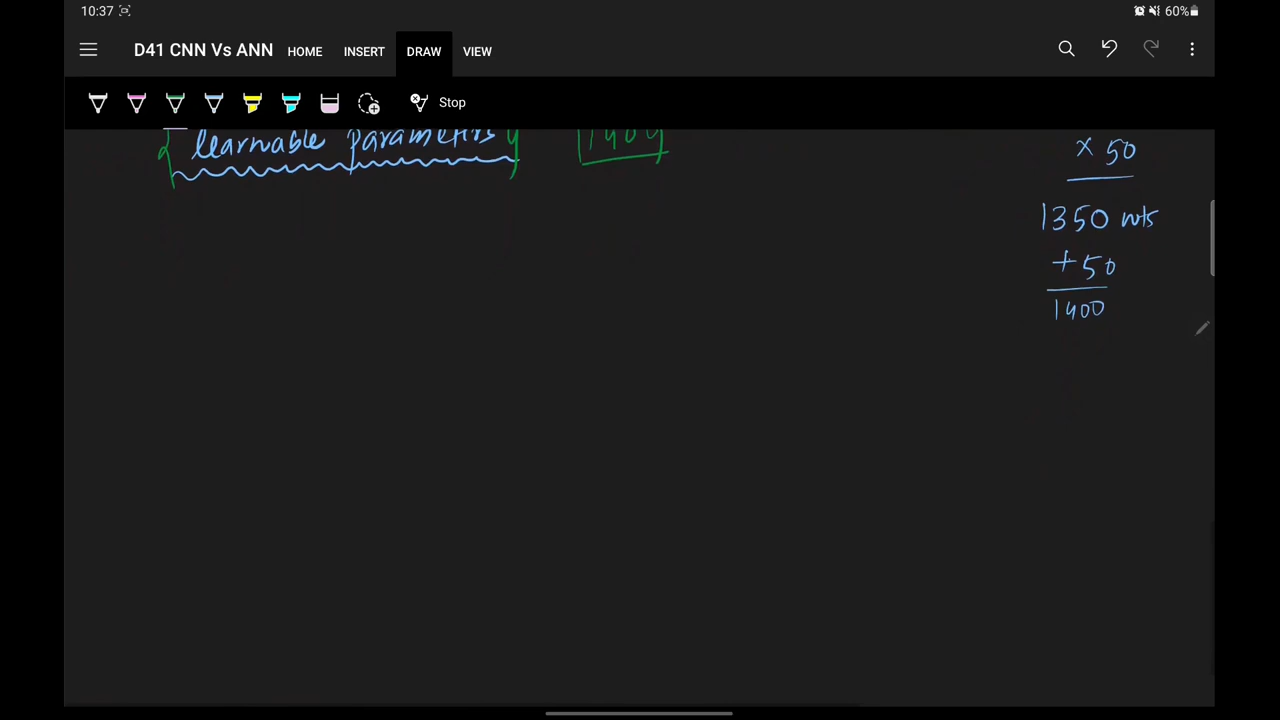 10:37 60%
D41 CNN Vs ANN HOME INSERT DRAW VIEW
Stop
learnable parameters 1400
x 50
1350 wts
+50
1400